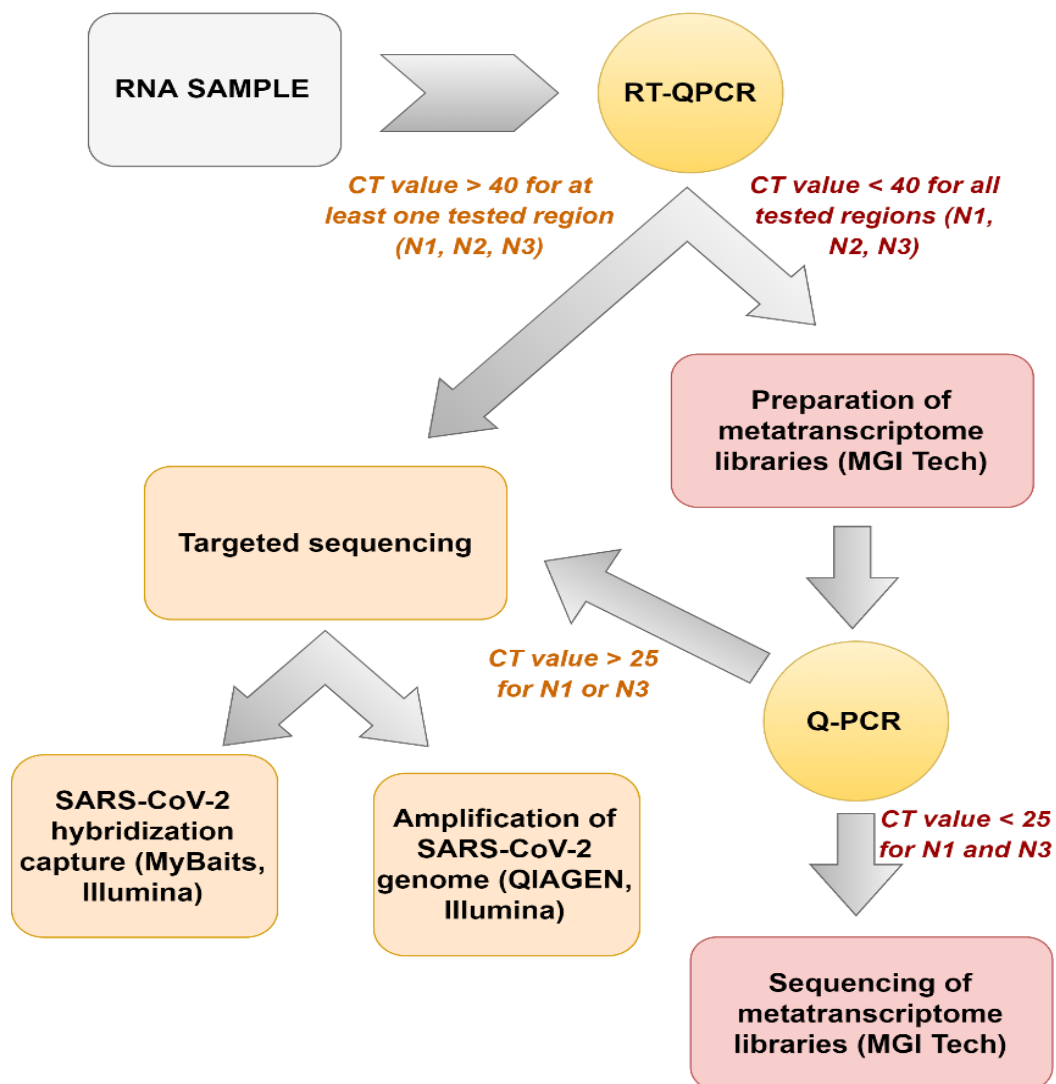 RNA SAMPLE
RT-QPCR
CT value > 40 for at
least one tested region
(N1, N2, N3)
CT value < 40 for all
tested regions (N1,
N2, N3)
Preparation of
metatranscriptome
libraries (MGI Tech)
Targeted sequencing
CT value > 25
for N1 or N3
Q-PCR
SARS-CoV-2
hybridization
capture (MyBaits,
Illumina)
Amplification of
SARS-CoV-2
genome (QIAGEN,
Illumina)
CT value < 25
for N1 and N3
Sequencing of
metatranscriptome
libraries (MGI Tech)